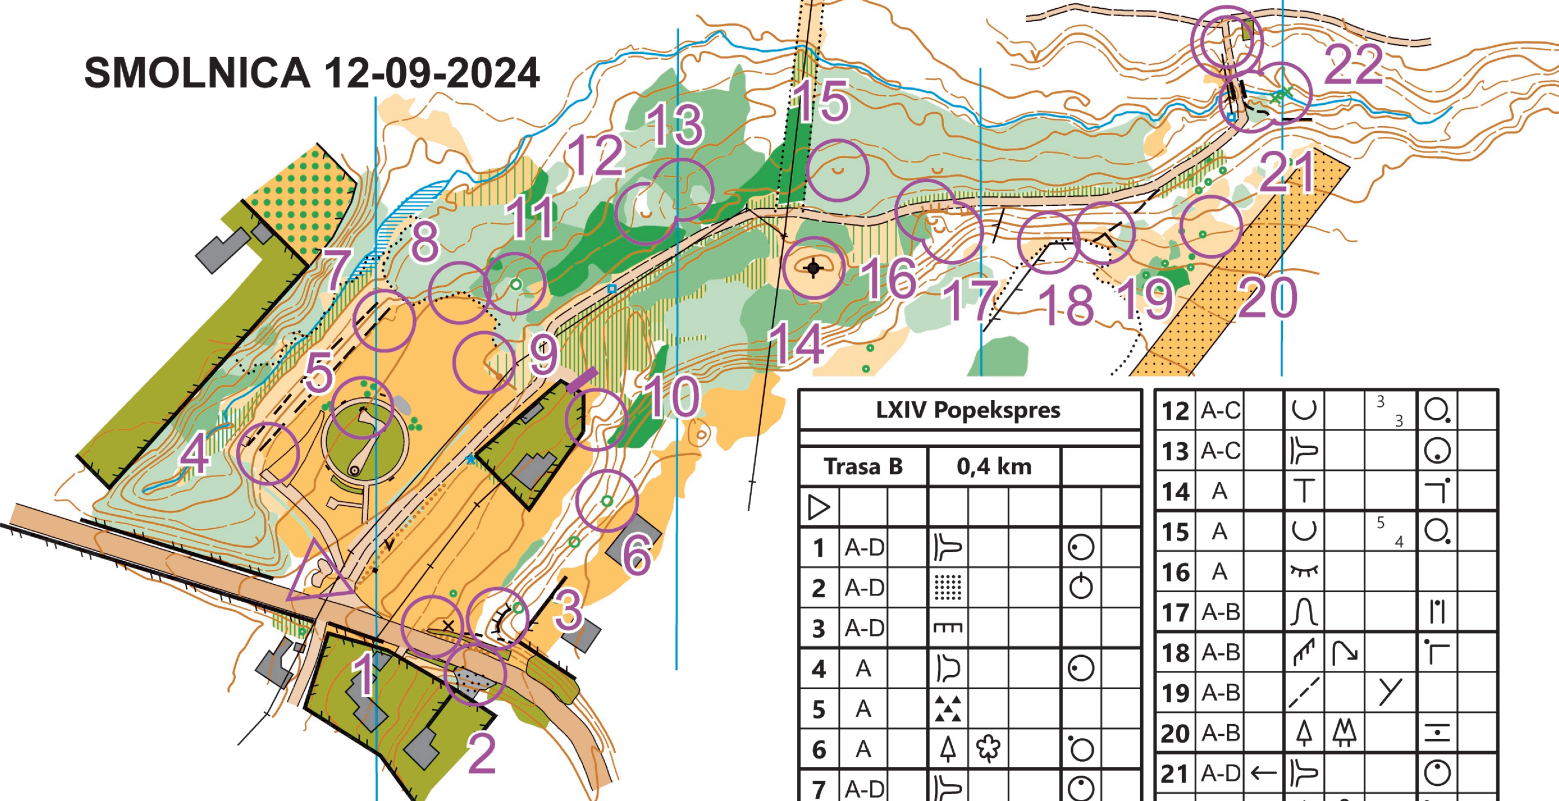 SMOLNICA 12-09-2024
22
15
13
12
21
11
8
7
16
17
18
19
20
9
14
5
10
4
6
3
1
2
LXIV Popekspres
Trasa B 0,4 km
1 A-D
2 A-D
3 A-D
4 A
5 A
6 A
7 A-D
12 A-C 3 3
13 A-C
14 A
15 A 5 4
16 A
17 A-B
18 A-B
19 A-B
20 A-B
21 A-D